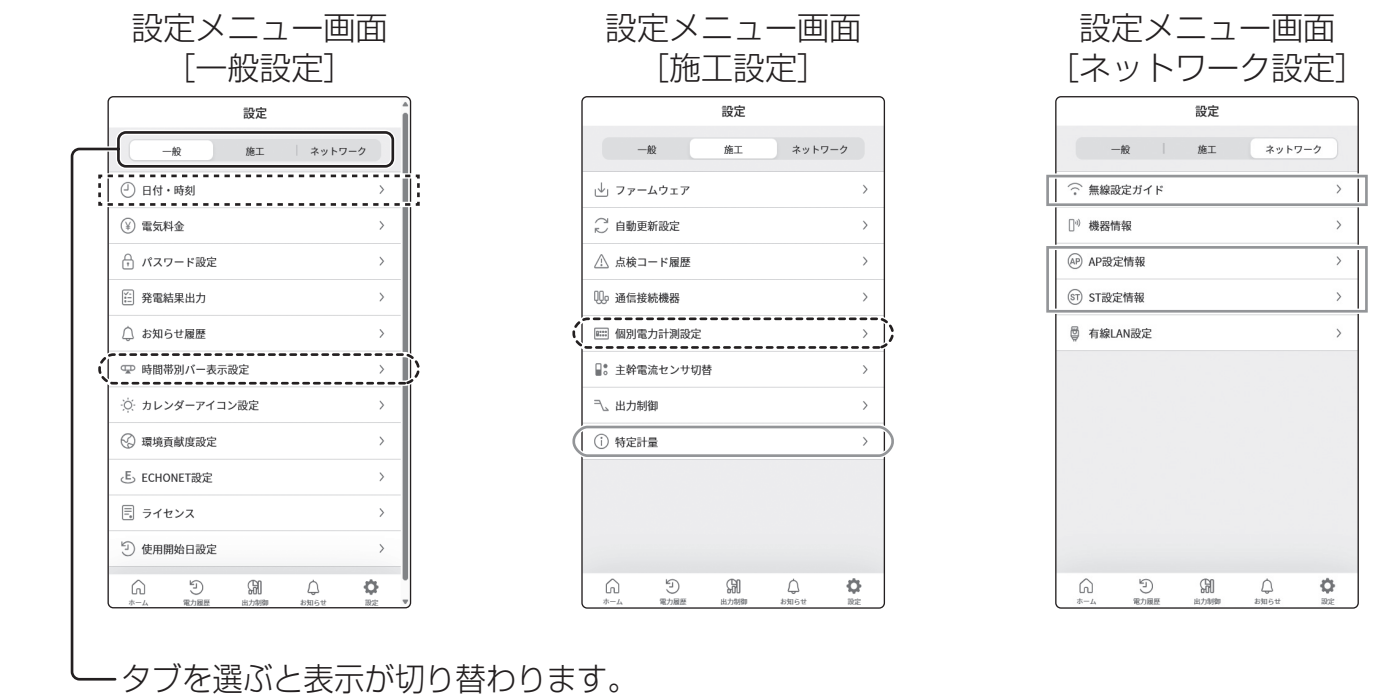 設定メニュー画面
[一般設定]
設定
一般 施工 ネットワーク
日付・時刻
電気料金
パスワード設定
発電結果出力
お知らせ履歴
時間帯別バー表示設定
カレンダーアイコン設定
環境貢献度設定
ECHONET設定
ライセンス
使用開始日設定
ホーム 電力履歴 出力制御 お知らせ 設定
設定メニュー画面
[施工設定]
設定
一般 施工 ネットワーク
ファームウェア
自動更新設定
点検コード履歴
通信接続機器
個別電力計測設定
主幹電流センサ切替
出力制御
特定計量
ホーム 電力履歴 出力制御 お知らせ 設定
設定メニュー画面
[ネットワーク設定]
設定
一般 施工 ネットワーク
無線設定ガイド
機器情報
AP AP設定情報
ST ST設定情報
有線LAN設定
ホーム 電力履歴 出力制御 お知らせ 設定
タブを選ぶと表示が切り替わります。